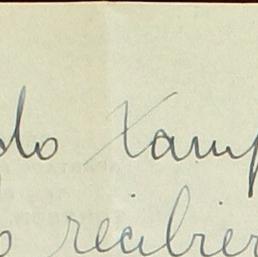 do Xamp
o recibier